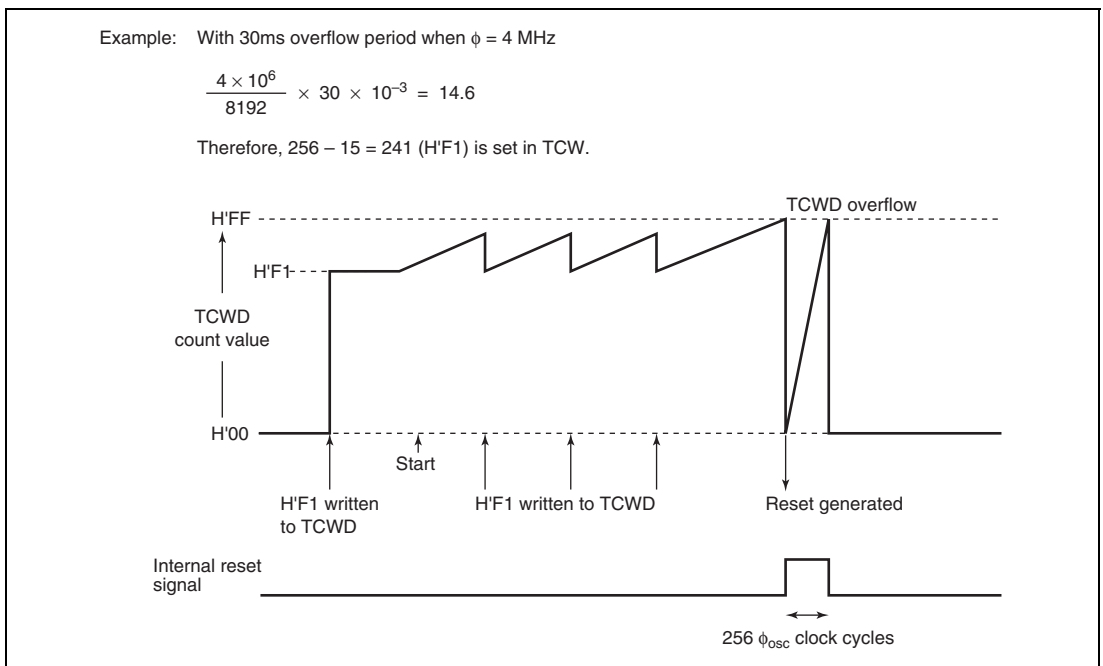 Example: With 30ms overflow period when ϕ = 4 MHz
4 × 10⁶
8192
× 30 × 10⁻³ = 14.6
Therefore, 256 – 15 = 241 (H'F1) is set in TCW.
TCWD overflow
H'FF
H'F1
TCWD
count value
H'00
Start
H'F1 written
to TCWD
H'F1 written to TCWD
Reset generated
Internal reset
signal
256 ϕosc clock cycles